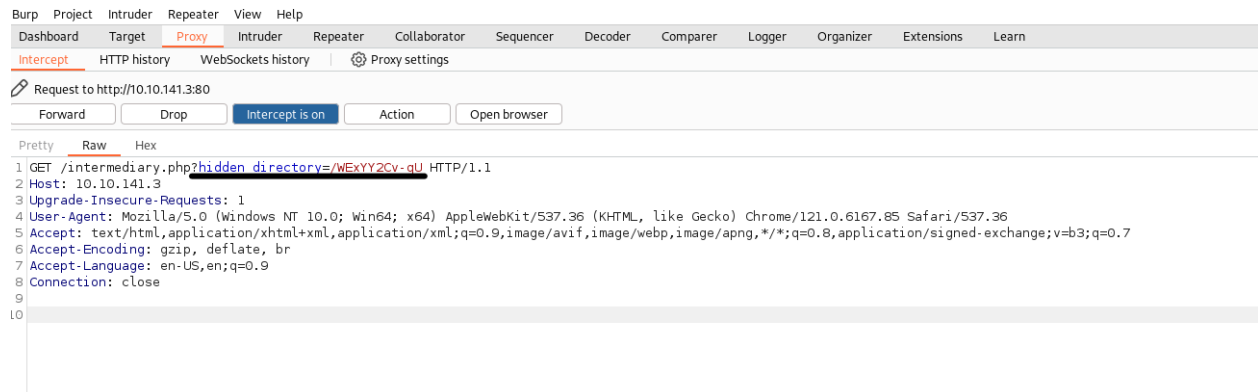 Burp Project Intruder Repeater View Help
Dashboard Target Proxy Intruder Repeater Collaborator Sequencer Decoder Comparer Logger Organizer Extensions Learn
Intercept HTTP history WebSockets history Proxy settings
Request to http://10.10.141.3:80
Forward Drop Intercept is on Action Open browser
Pretty Raw Hex
1 GET /intermediary.php?hidden_directory=/WExYY2Cv-qU HTTP/1.1
2 Host: 10.10.141.3
3 Upgrade-Insecure-Requests: 1
4 User-Agent: Mozilla/5.0 (Windows NT 10.0; Win64; x64) AppleWebKit/537.36 (KHTML, like Gecko) Chrome/121.0.6167.85 Safari/537.36
5 Accept: text/html,application/xhtml+xml,application/xml;q=0.9,image/avif,image/webp,image/apng,*/*;q=0.8,application/signed-exchange;v=b3;q=0.7
6 Accept-Encoding: gzip, deflate, br
7 Accept-Language: en-US,en;q=0.9
8 Connection: close
9
10